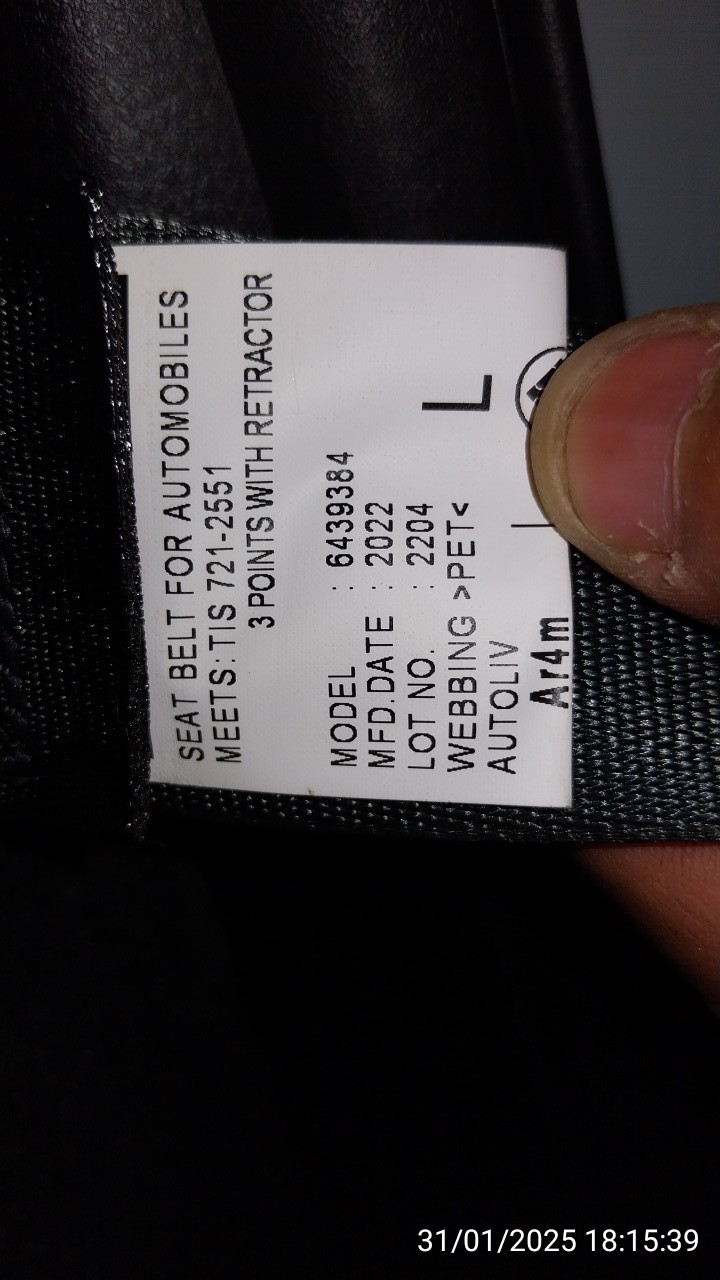 SEAT BELT FOR AUTOMOBILES
MEETS: TIS 721-2551
3 POINTS WITH RETRACTOR
MODEL : 6439384
MFD.DATE : 2022
LOT NO. : 2204
WEBBING >PET<
L
AUTOLIV
Ar4m
31/01/2025 18:15:39